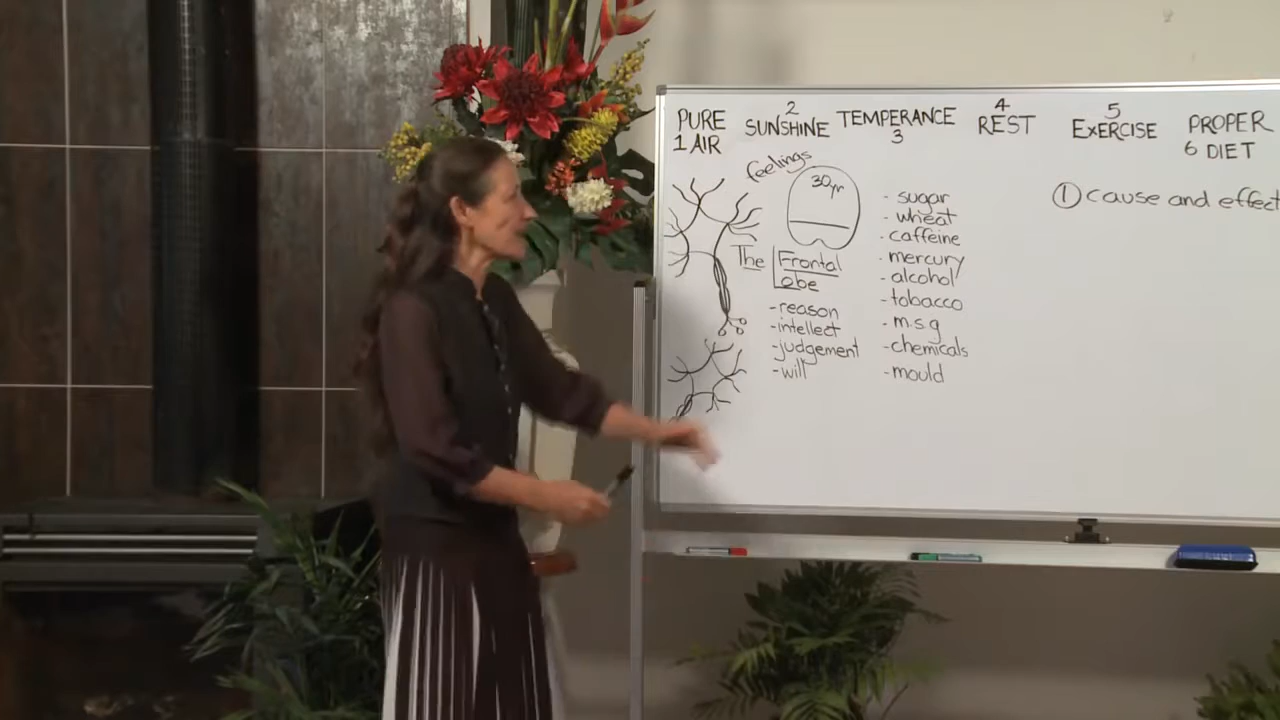 PURE
1 AIR
2
SUNSHINE
TEMPERANCE
3
4
REST
5
EXERCISE
PROPER
6 DIET
feelings
30yr
The Frontal
Lobe
- reason
- intellect
- judgement
- will
- sugar
- wheat
- caffeine
- mercury
- alcohol
- tobacco
- m.s.g
- chemicals
- mould
① cause and effect